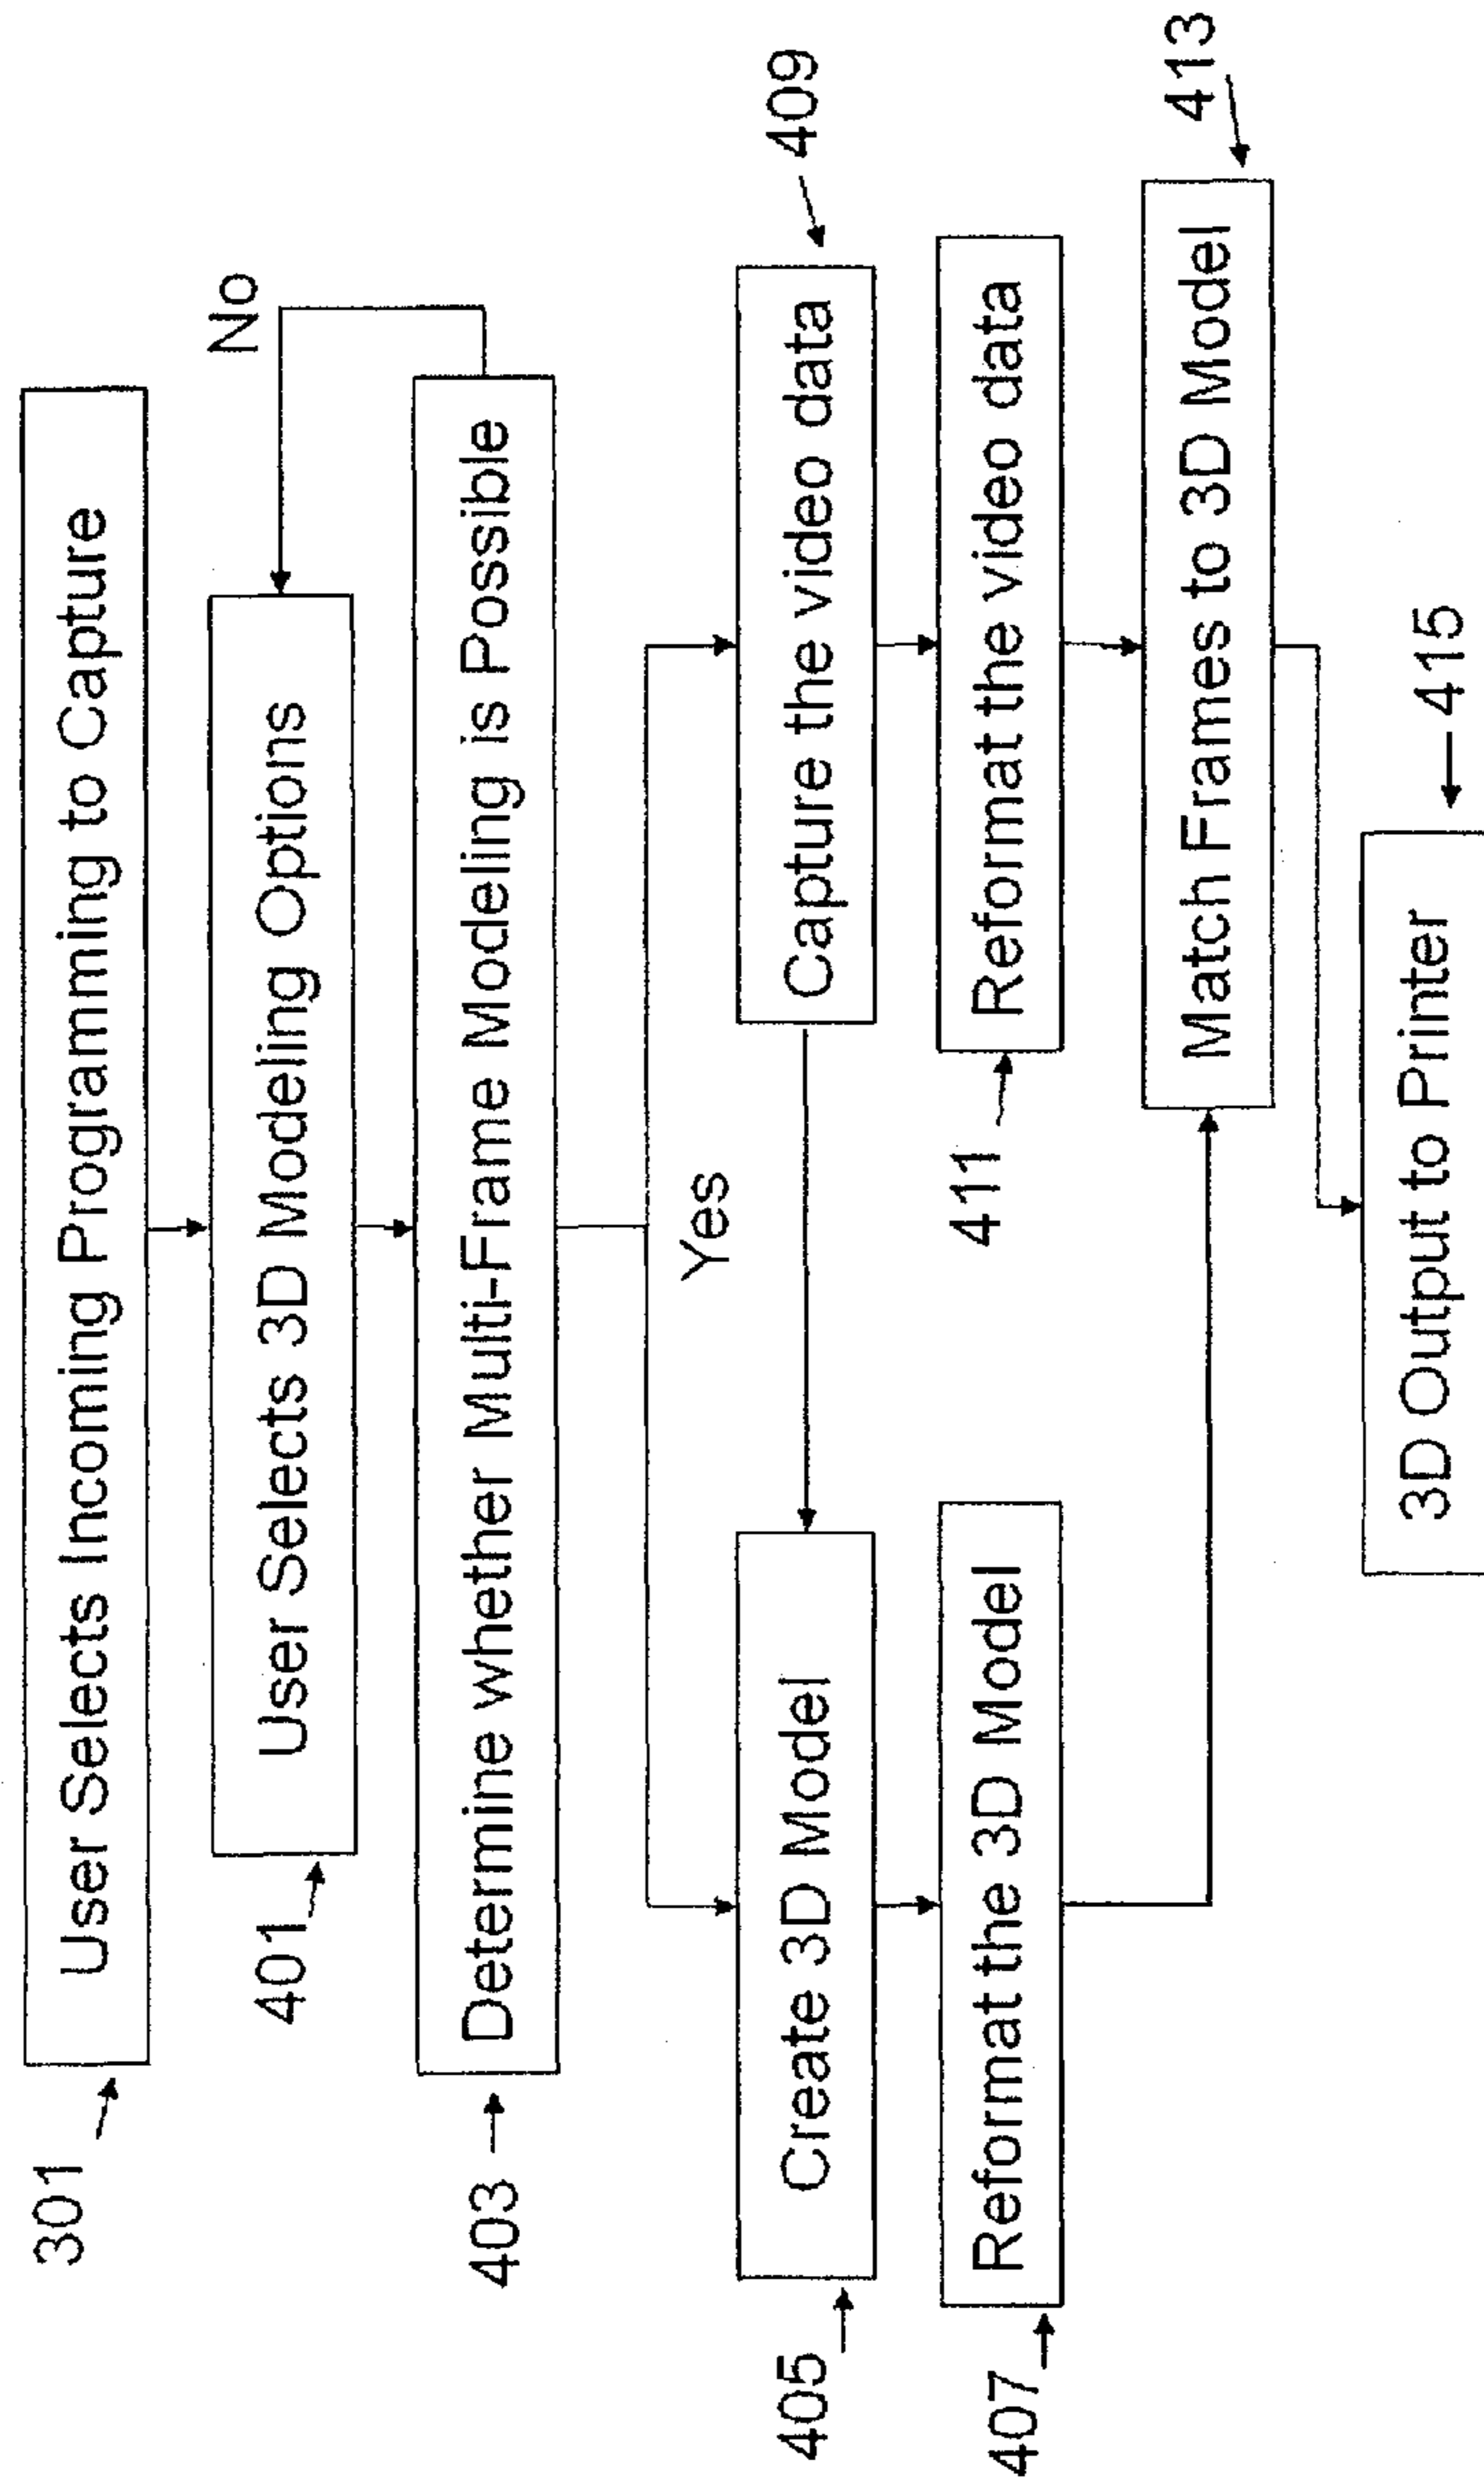 301
User Selects Incoming Programming to Capture
401
User Selects 3D Modeling Options
No
403
Determine whether Multi-Frame Modeling is Possible
Yes
405
Create 3D Model
Capture the video data
409
407
Reformat the 3D Model
411
Reformat the video data
Match Frames to 3D Model
413
3D Output to Printer
415